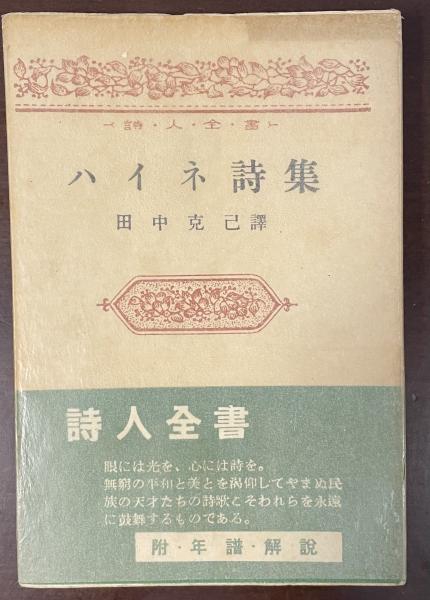 詩・人・全・書
ハイネ詩集
田中克己譯
詩人全書
眼には光を、心には詩を。
無窮の平和と美とを渇仰してやまぬ民
族の天才たちの詩歌こそわれらを永遠
に鼓舞するものである。
附・年譜・解説